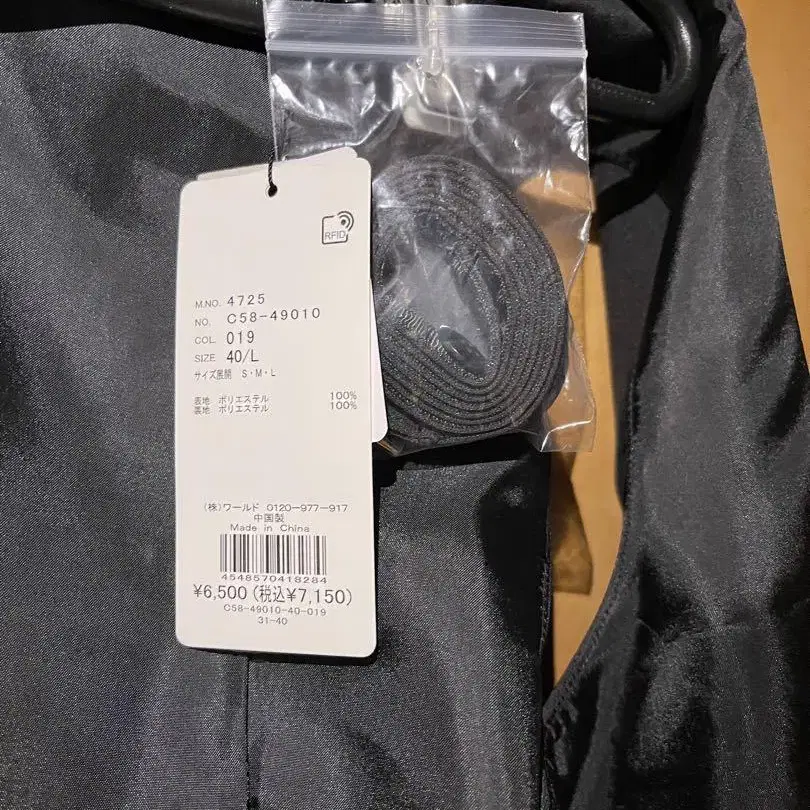 RFID
M.NO. 4725
NO. C58-49010
COL. 019
SIZE 40/L
サイズ展開 S・M・L
表地 ポリエステル 100%
裏地 ポリエステル 100%
(株)ワールド 0120-977-917
中国製
Made in China
4548570418284
¥6,500(税込¥7,150)
C58-49010-40-019
31-40